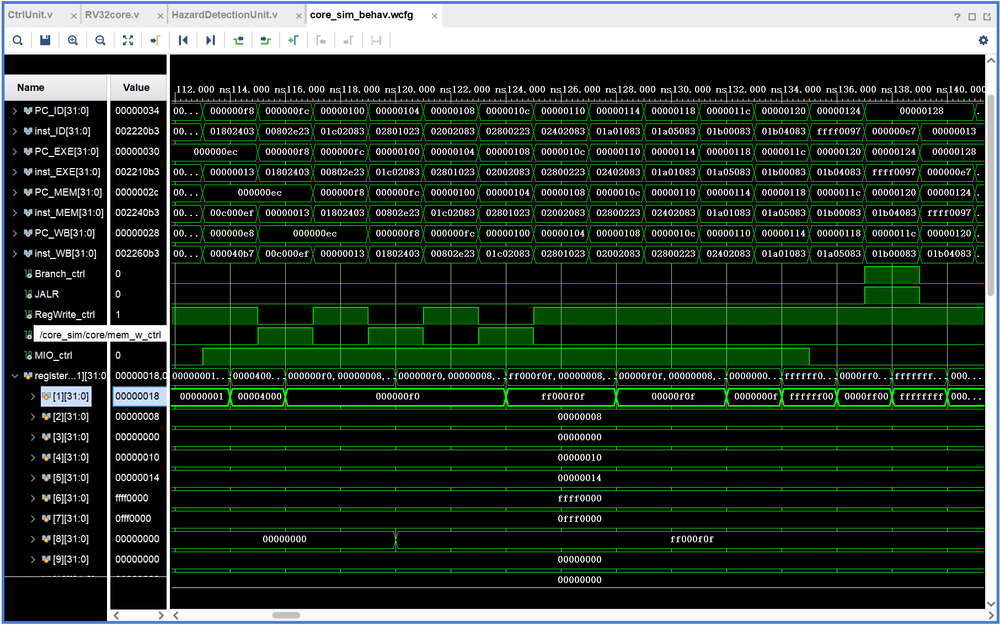 CtrlUnit.v × RV32core.v × HazardDetectionUnit.v × core_sim_behav.wcfg ×
?
Name Value
112.000 ns 114.000 ns 116.000 ns 118.000 ns 120.000 ns 122.000 ns 124.000 ns 126.000 ns 128.000 ns 130.000 ns 132.000 ns 134.000 ns 136.000 ns 138.000 ns 140.000
PC_ID[31:0] 00000034 00... 000000f8 000000fc 00000100 00000104 00000108 0000010c 00000110 00000114 00000118 0000011c 00000120 00000124 00000128 .
inst_ID[31:0] 002220b3 00... 01802403 00802e23 01c02083 02801023 02002083 02800223 02402083 01a01083 01a05083 01b00083 01b04083 ffff0097 000000e7 00000013
PC_EXE[31:0] 00000030 000000ec 000000f8 000000fc 00000100 00000104 00000108 0000010c 00000110 00000114 00000118 0000011c 00000120 00000124 00000128
inst_EXE[31:0] 002210b3 00... 00000013 01802403 00802e23 01c02083 02801023 02002083 02800223 02402083 01a01083 01a05083 01b00083 01b04083 ffff0097 000000e7 .
PC_MEM[31:0] 0000002c 00... 000000ec 000000f8 000000fc 00000100 00000104 00000108 0000010c 00000110 00000114 00000118 0000011c 00000120 00000124 .
inst_MEM[31:0] 002240b3 00... 00c000ef 00000013 01802403 00802e23 01c02083 02801023 02002083 02800223 02402083 01a01083 01a05083 01b00083 01b04083 ffff0097 .
PC_WB[31:0] 00000028 00... 000000e8 000000ec 000000f8 000000fc 00000100 00000104 00000108 0000010c 00000110 00000114 00000118 0000011c 00000120 .
inst_WB[31:0] 002260b3 00... 000040b7 00c000ef 00000013 01802403 00802e23 01c02083 02801023 02002083 02800223 02402083 01a01083 01a05083 01b00083 01b04083 .
Branch_ctrl 0
JALR 0
RegWrite_ctrl 1
/core_sim/core/mem_w_ctrl
MIO_ctrl 0
register...1][31:0] 00000018,0 00000001... 0000400... 000000f0,00000008,.. 000000f0,00000008,.. ff000f0f,00000008,.. 00000f0f,00000008,.. 0000000... ffffff0... 0000ff0... fffffff... 000...
[1][31:0] 00000018 00000001 00004000 000000f0 ff000f0f 00000f0f 0000000f ffffff00 0000ff00 ffffffff 000...
[2][31:0] 00000008 00000008
[3][31:0] 00000000 00000000
[4][31:0] 00000010 00000010
[5][31:0] 00000014 00000014
[6][31:0] ffff0000 ffff0000
[7][31:0] 0fff0000 0fff0000
[8][31:0] 00000000 00000000 ff000f0f
[9][31:0] 00000000 00000000
00000000